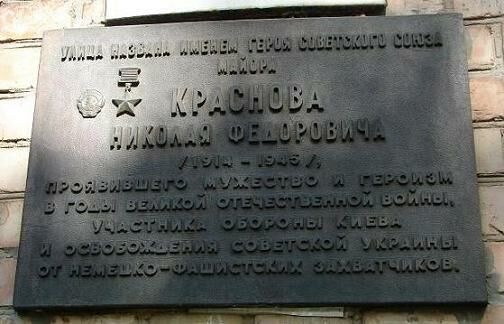 УЛИЦА НАЗВАНА ИМЕНЕМ ГЕРОЯ СОВЕТСКОГО СОЮЗА
МАЙОРА
КРАСНОВА
НИКОЛАЯ ФЕДОРОВИЧА
/1914 - 1945/,
ПРОЯВИВШЕГО МУЖЕСТВО И ГЕРОИЗМ
В ГОДЫ ВЕЛИКОЙ ОТЕЧЕСТВЕННОЙ ВОЙНЫ,
УЧАСТНИКА ОБОРОНЫ КИЕВА
И ОСВОБОЖДЕНИЯ СОВЕТСКОЙ УКРАИНЫ
ОТ НЕМЕЦКО-ФАШИСТСКИХ ЗАХВАТЧИКОВ.